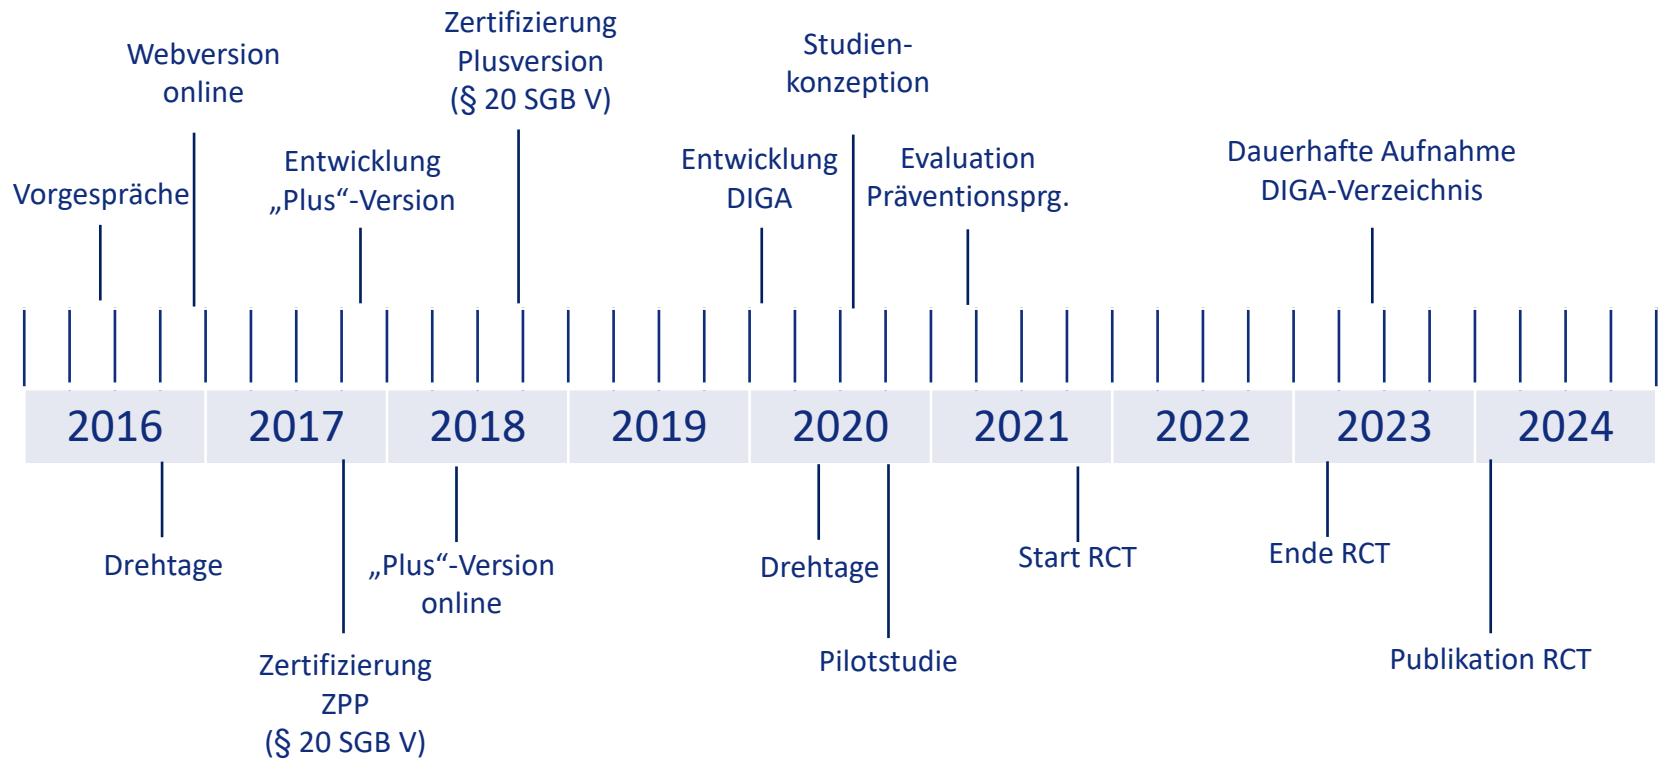 Vorgespräche
Webversion
online
Entwicklung
„Plus“-Version
Zertifizierung
Plusversion
(§ 20 SGB V)
Entwicklung
DIGA
Studien-
konzeption
Evaluation
Präventionsprg.
Dauerhafte Aufnahme
DIGA-Verzeichnis
2016 2017 2018 2019 2020 2021 2022 2023 2024
Drehtage
Zertifizierung
ZPP
(§ 20 SGB V)
„Plus“-Version
online
Drehtage
Pilotstudie
Start RCT
Ende RCT
Publikation RCT